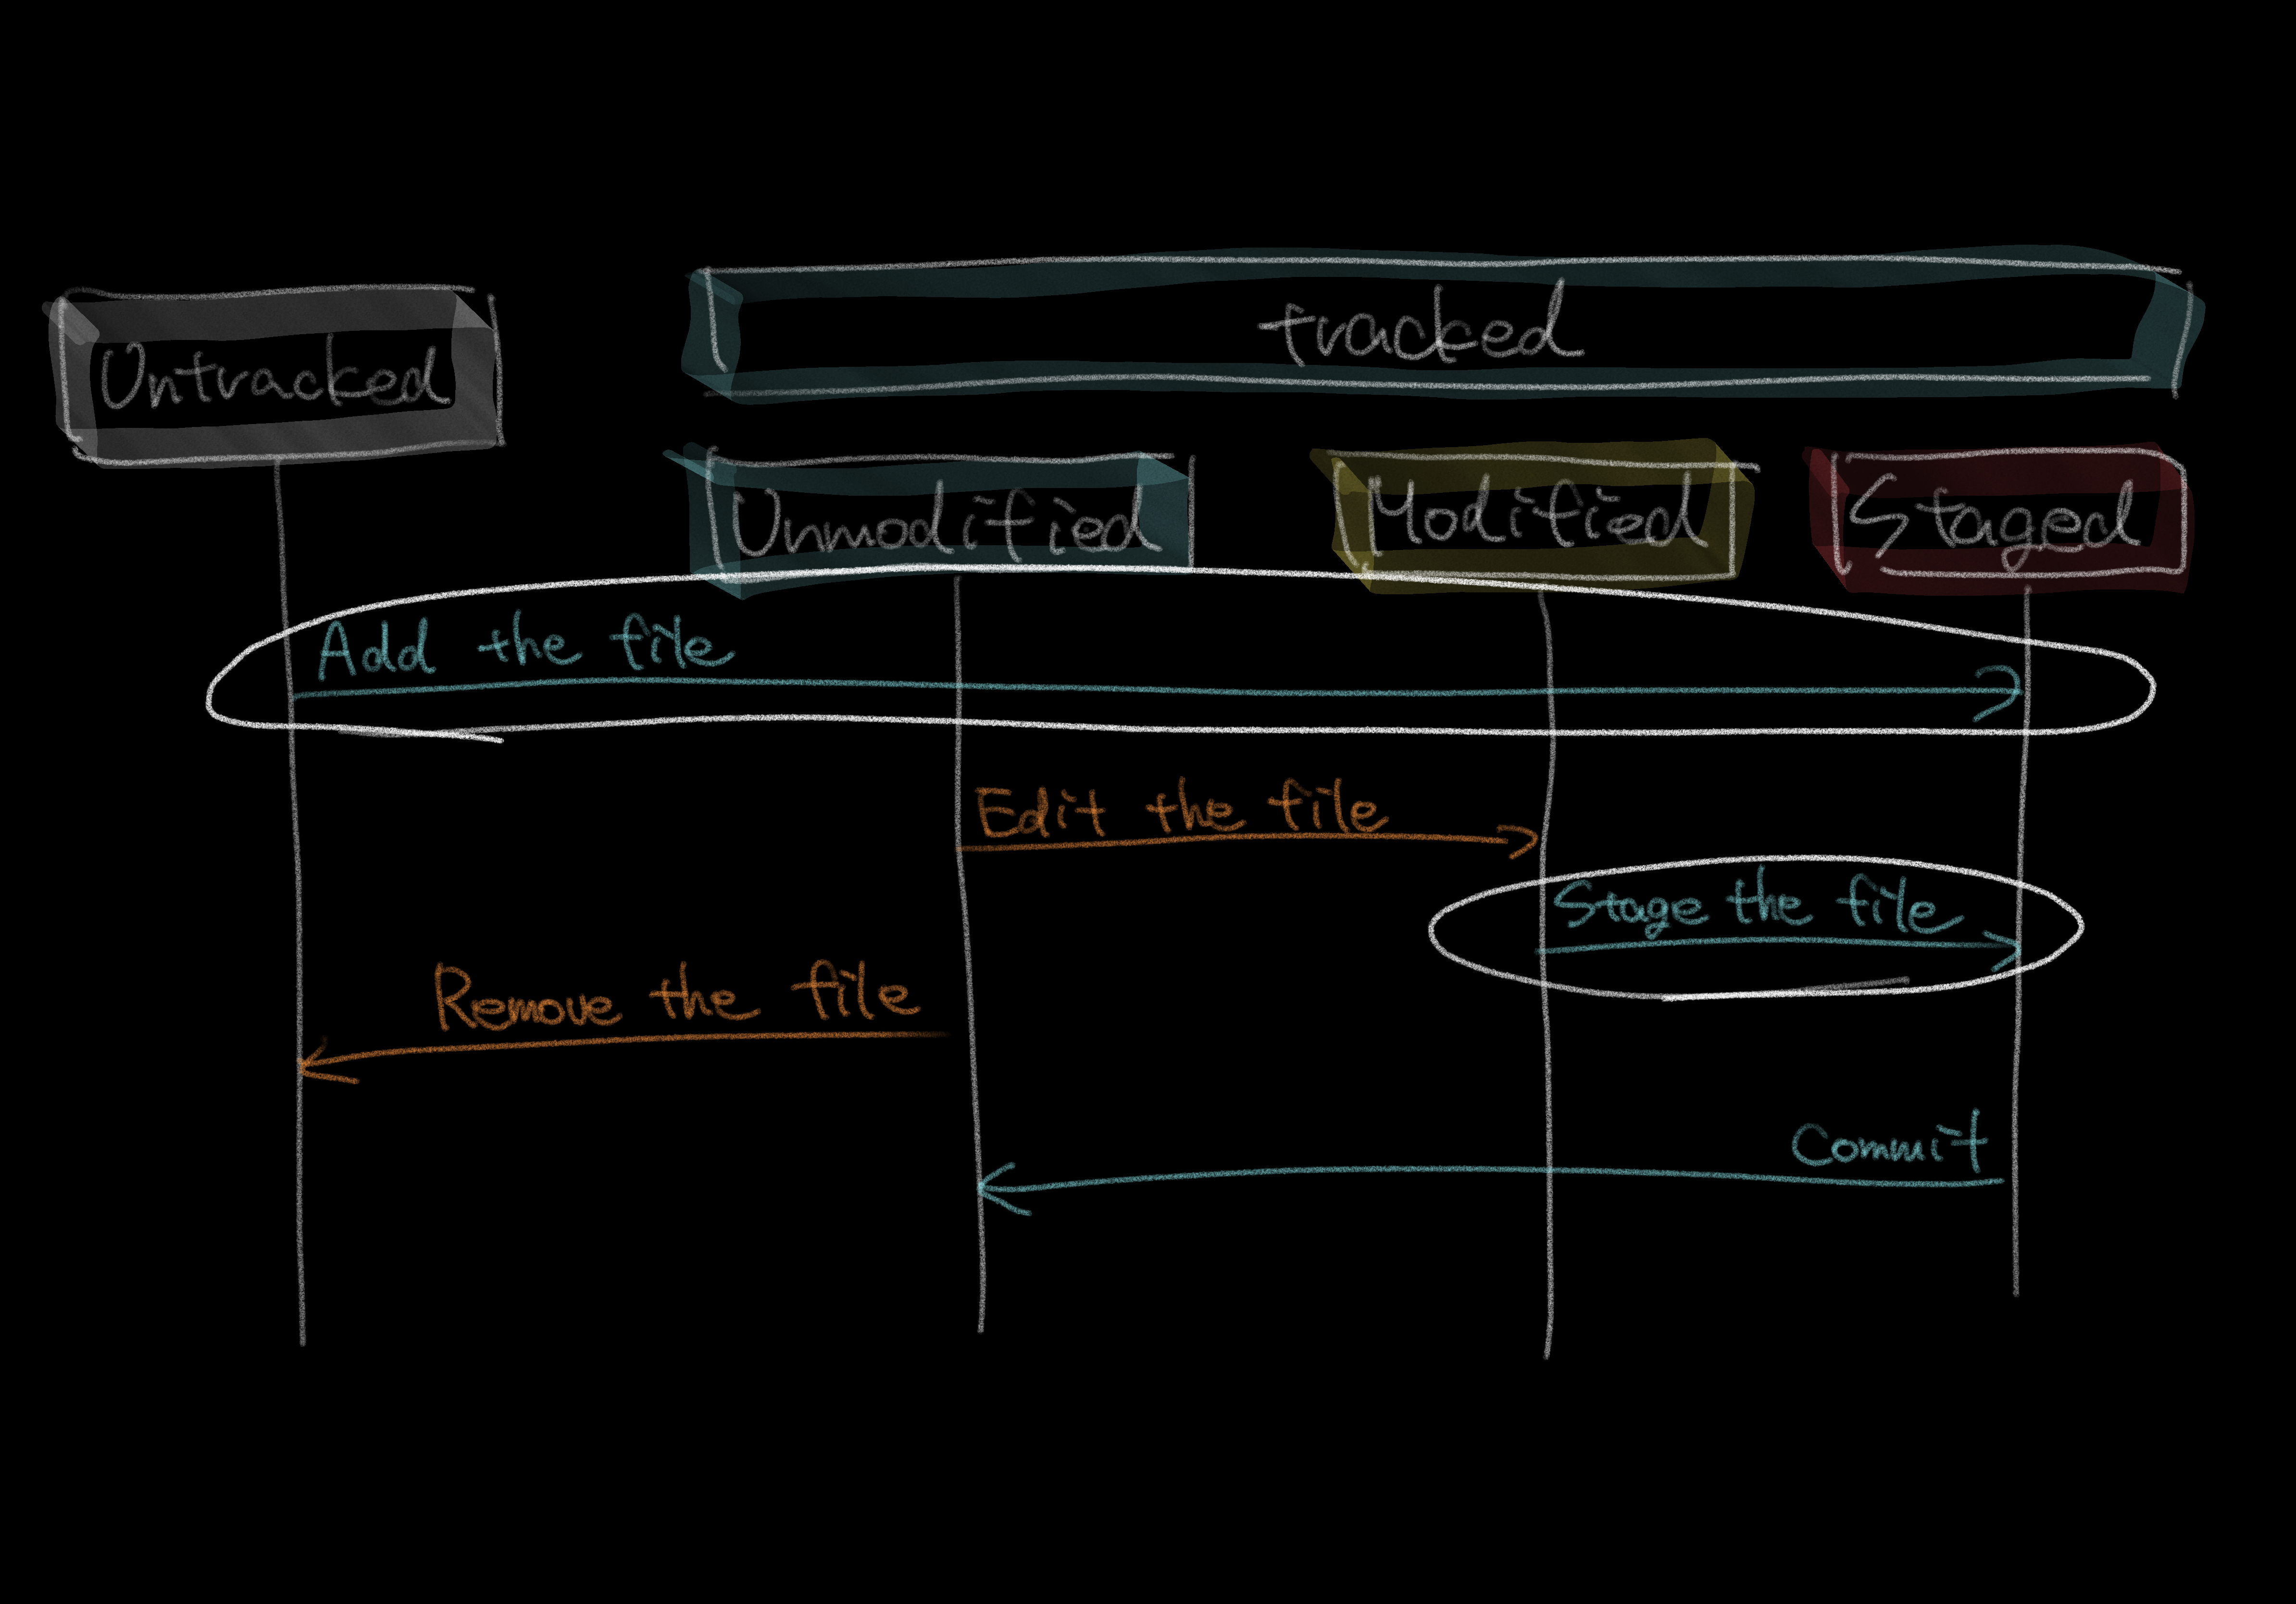 tracked
Untracked
Unmodified
Modified
Staged
Add the file
Edit the file
Stage the file
Remove the file
Commit